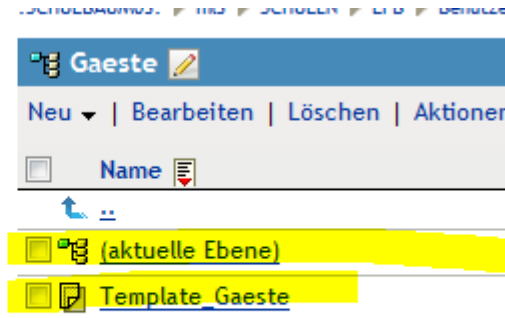 Gaeste
Neu | Bearbeiten | Löschen | Aktionen
Name
..
(aktuelle Ebene)
Template_Gaeste